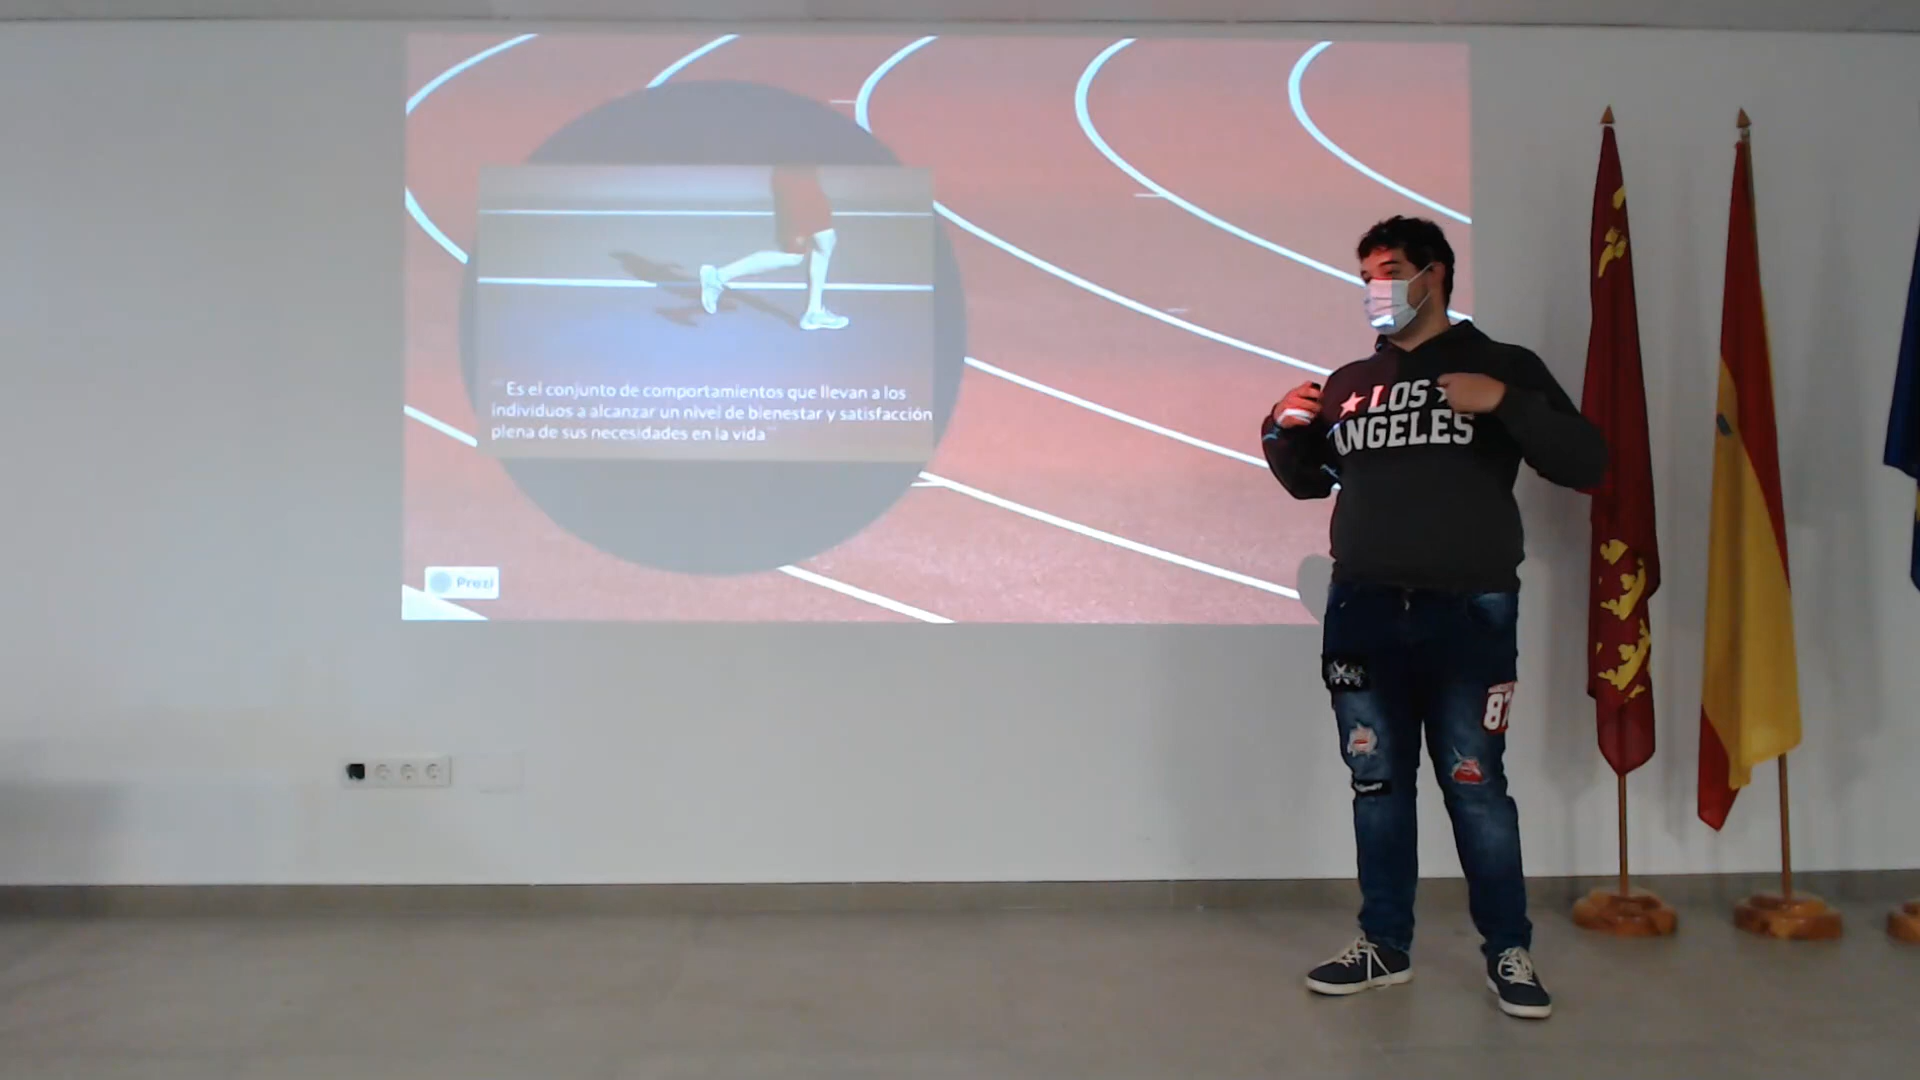 “Es el conjunto de comportamientos que llevan a los
individuos a alcanzar un nivel de bienestar y satisfacción
plena de sus necesidades en la vida”
Prezi
LOS
ANGELES
87